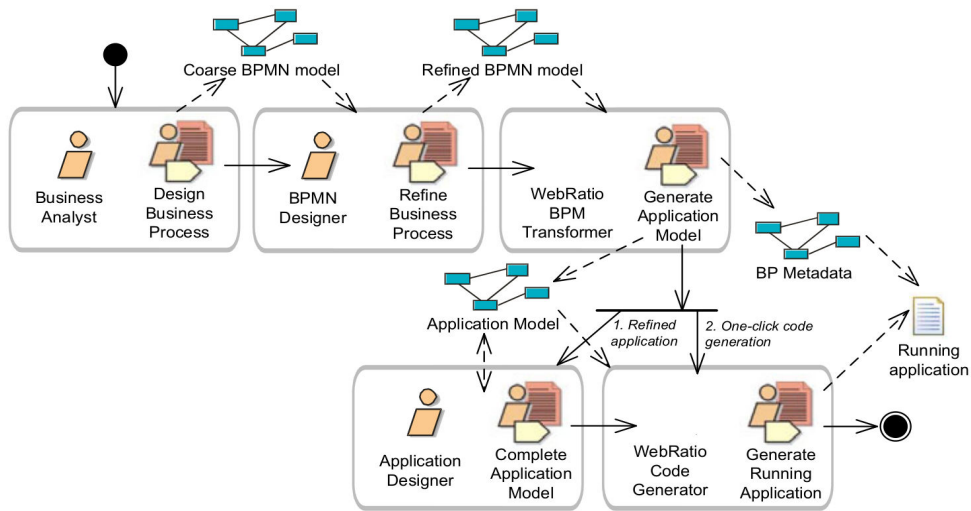 Coarse BPMN model
Refined BPMN model
Business
Analyst
Design
Business
Process
BPMN
Designer
Refine
Business
Process
WebRatio
BPM
Transformer
Generate
Application
Model
BP Metadata
Application Model
1. Refined
application
2. One-click code
generation
Running
application
Application
Designer
Complete
Application
Model
WebRatio
Code
Generator
Generate
Running
Application